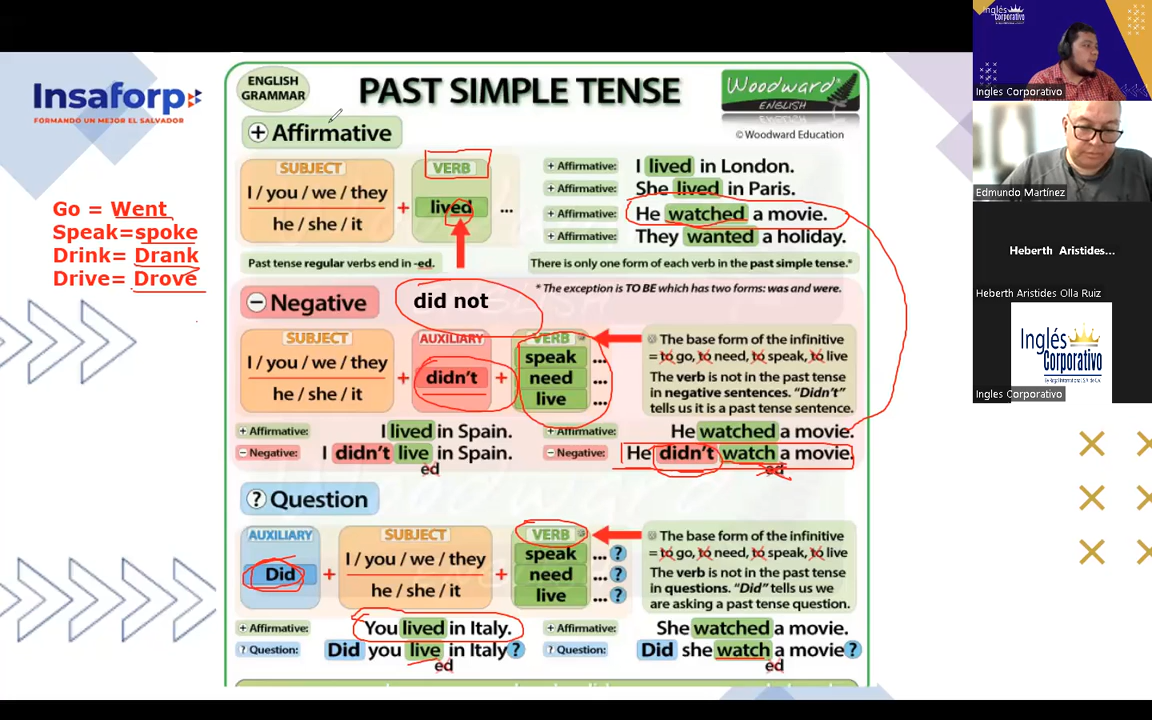 Insaforp
FORMANDO UN MEJOR EL SALVADOR
Go = Went
Speak=spoke
Drink= Drank
Drive= Drove
ENGLISH GRAMMAR
PAST SIMPLE TENSE
Woodward
ENGLISH
© Woodward Education
+ Affirmative
SUBJECT
I / you / we / they
he / she / it
+
VERB
lived
...
+ Affirmative: I lived in London.
+ Affirmative: She lived in Paris.
+ Affirmative: He watched a movie.
+ Affirmative: They wanted a holiday.
Past tense regular verbs end in -ed.
There is only one form of each verb in the past simple tense.*
* The exception is TO BE which has two forms: was and were.
− Negative
did not
SUBJECT
I / you / we / they
he / she / it
+
AUXILIARY
didn't
+
VERB
speak ...
need ...
live ...
The base form of the infinitive
= to go, to need, to speak, to live
The verb is not in the past tense
in negative sentences. “Didn't”
tells us it is a past tense sentence.
+ Affirmative: I lived in Spain.
− Negative: I didn't live in Spain.
ed
+ Affirmative: He watched a movie.
− Negative: He didn't watch a movie.
ed
? Question
AUXILIARY
Did
+
SUBJECT
I / you / we / they
he / she / it
+
VERB
speak ...?
need ...?
live ...?
The base form of the infinitive
= to go, to need, to speak, to live
The verb is not in the past tense
in questions. “Did” tells us we
are asking a past tense question.
+ Affirmative: You lived in Italy.
? Question: Did you live in Italy?
ed
+ Affirmative: She watched a movie.
? Question: Did she watch a movie?
ed
Inglés
Corporativo
Ingles Corporativo
Edmundo Martínez
Heberth Aristides...
Heberth Aristides Olla Ruiz
Inglés
Corporativo
Ingles Corporativo